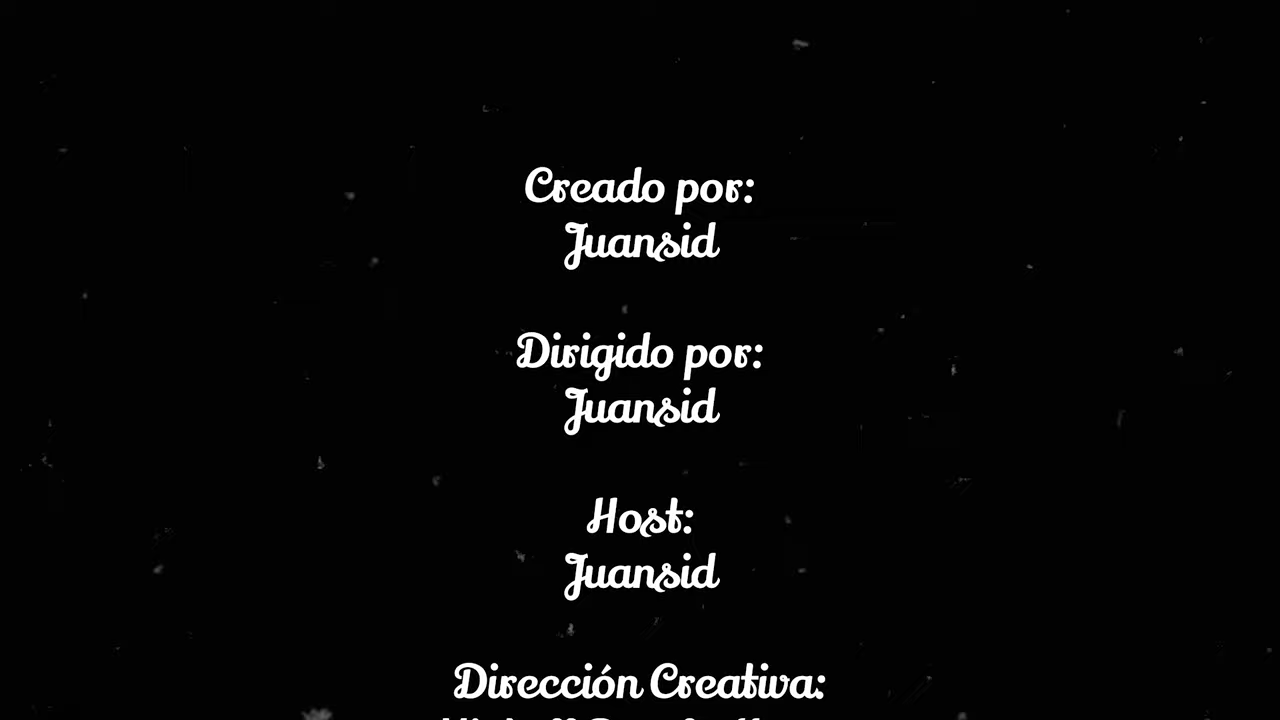 Creado por:
Juansid
Dirigido por:
Juansid
Host:
Juansid
Dirección Creativa: